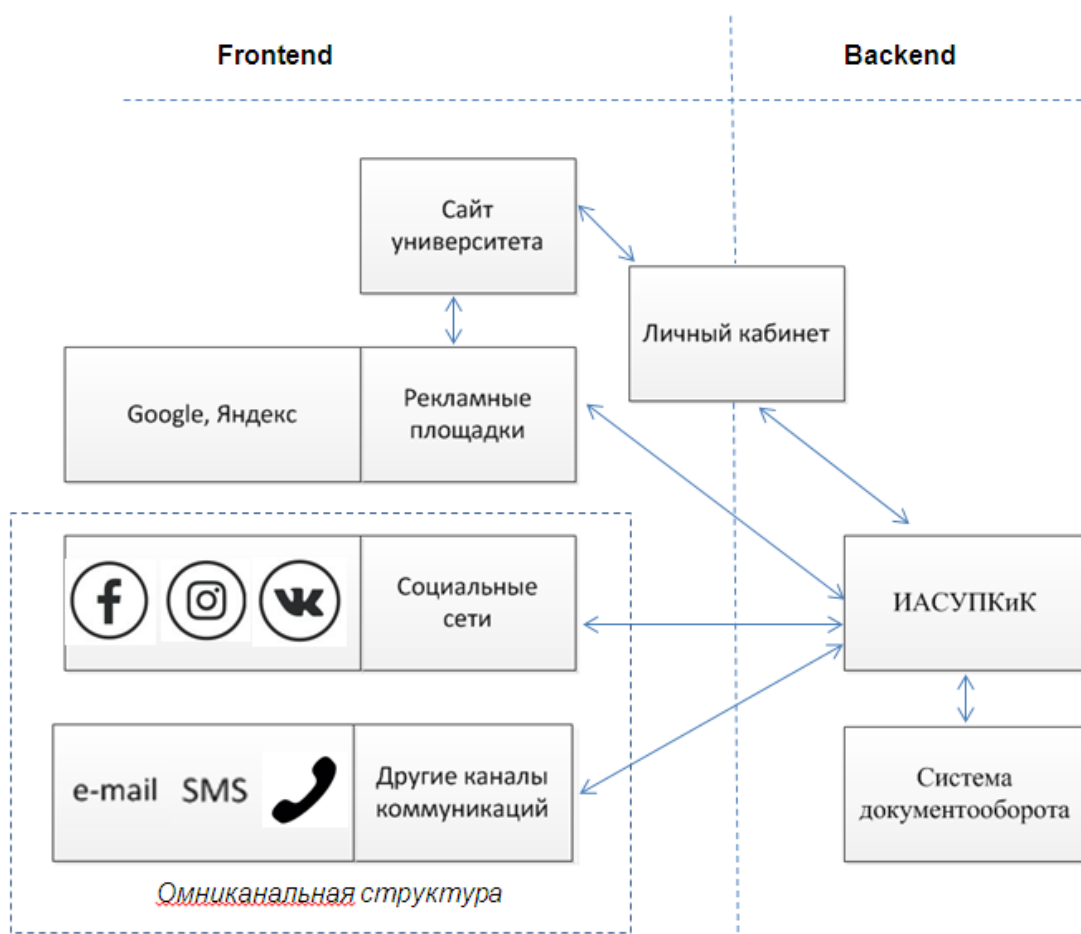 Frontend
Backend
Сайт
университета
Личный кабинет
Google, Яндекс
Рекламные
площадки
Социальные
сети
ИАСУПКиК
e-mail SMS
Другие каналы
коммуникаций
Система
документооборота
Омниканальная структура